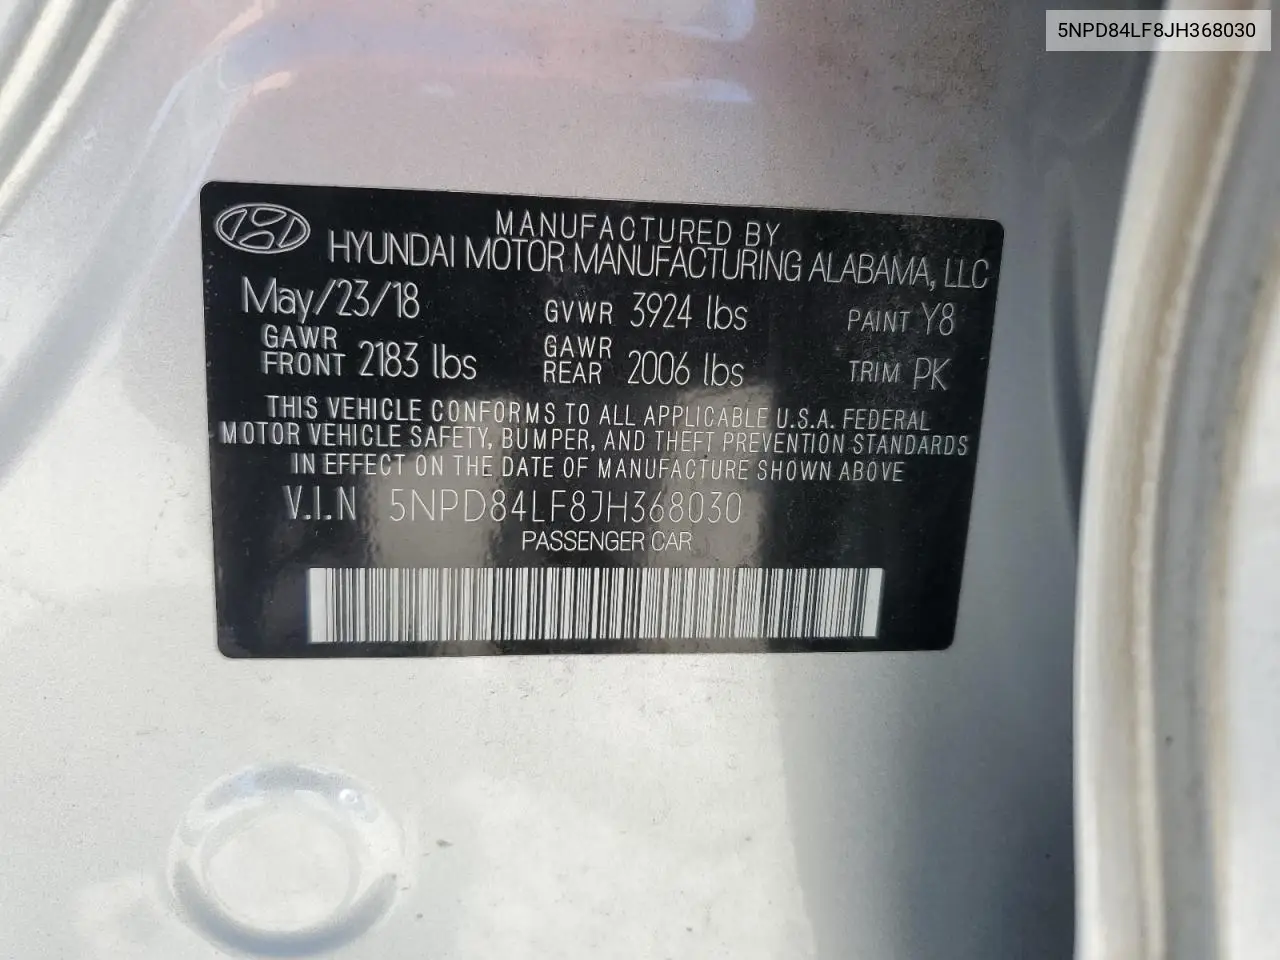 5NPD84LF8JH368030
MANUFACTURED BY
HYUNDAI MOTOR MANUFACTURING ALABAMA, LLC
May/23/18 GVWR 3924 lbs PAINT Y8
GAWR FRONT 2183 lbs GAWR REAR 2006 lbs TRIM PK
THIS VEHICLE CONFORMS TO ALL APPLICABLE U.S.A. FEDERAL
MOTOR VEHICLE SAFETY, BUMPER, AND THEFT PREVENTION STANDARDS
IN EFFECT ON THE DATE OF MANUFACTURE SHOWN ABOVE
V.I.N 5NPD84LF8JH368030
PASSENGER CAR